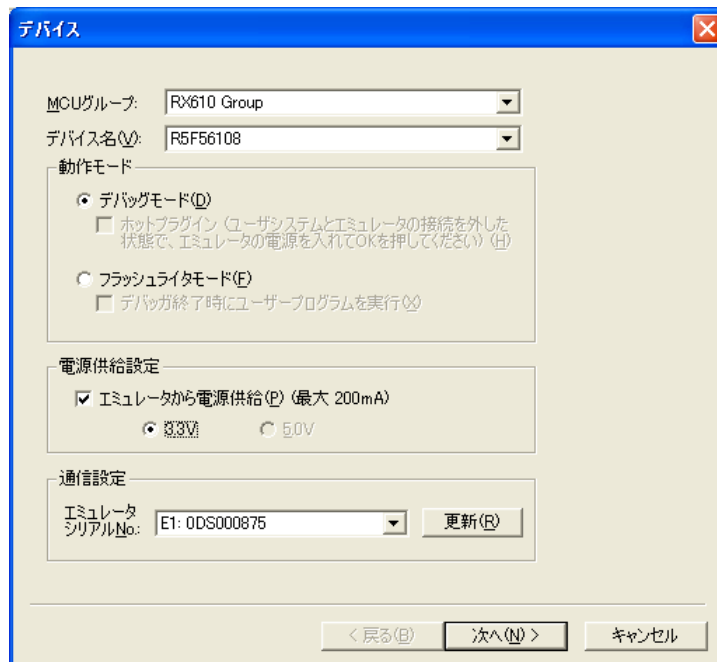 デバイス
MCUグループ: RX610 Group
デバイス名(V): R5F56108
動作モード
デバッグモード(D)
ホットプラグイン (ユーザシステムとエミュレータの接続を外した
状態で、エミュレータの電源を入れてOKを押してください) (H)
フラッシュライタモード(F)
デバッガ終了時にユーザープログラムを実行(X)
電源供給設定
エミュレータから電源供給(P) (最大 200mA)
3.3V 5.0V
通信設定
エミュレータ
シリアルNo.: E1: 0DS000875 更新(R)
< 戻る(B) 次へ(N) > キャンセル